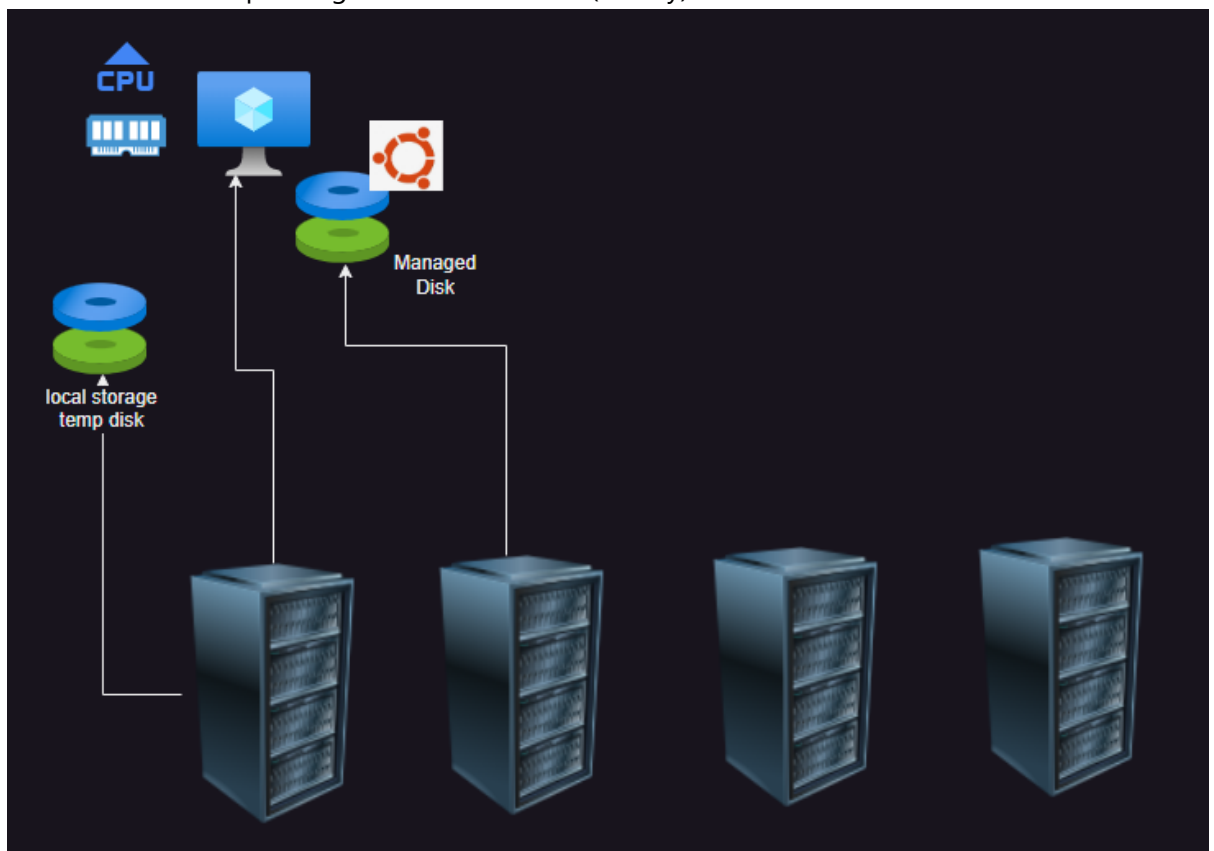 CPU
Managed
Disk
local storage
temp disk